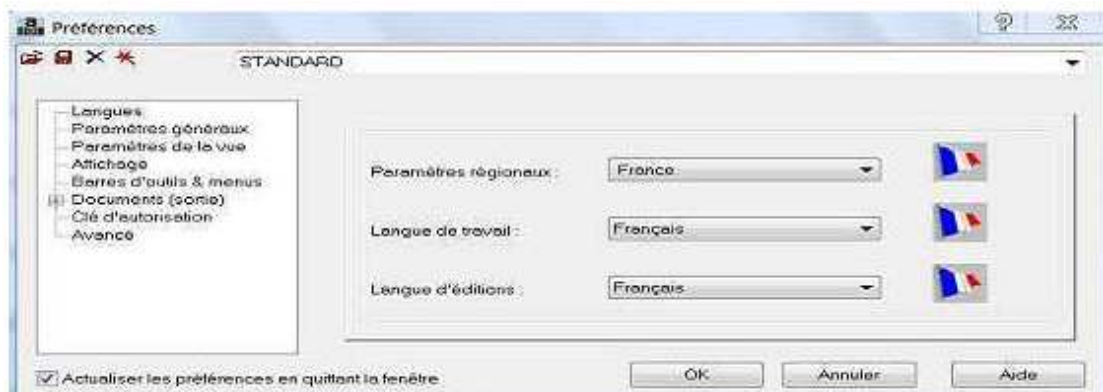 Préférences
STANDARD
Langues
Paramètres généraux
Paramètres de la vue
Affichage
Barres d'outils & menus
Documents (sortie)
Clé d'autorisation
Avancé
Paramètres régionaux : France
Langue de travail : Français
Langue d'éditions : Français
Actualiser les préférences en quittant la fenêtre
OK
Annuler
Aide